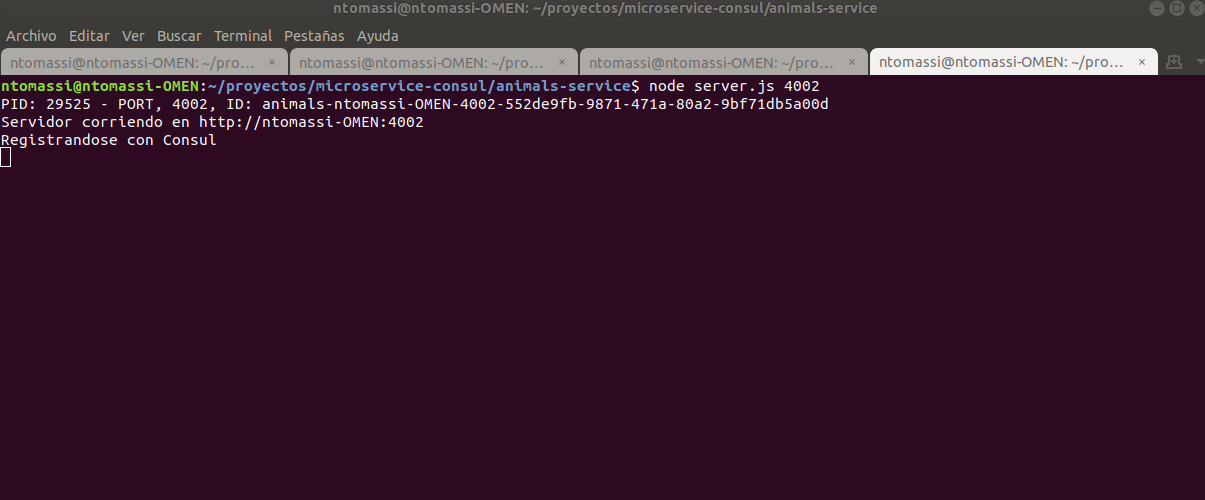 ntomassi@ntomassi-OMEN: ~/proyectos/microservice-consul/animals-service
Archivo Editar Ver Buscar Terminal Pestañas Ayuda
ntomassi@ntomassi-OMEN: ~/pro... × ntomassi@ntomassi-OMEN: ~/pro... × ntomassi@ntomassi-OMEN: ~/pro... × ntomassi@ntomassi-OMEN: ~/pro... ×
ntomassi@ntomassi-OMEN:~/proyectos/microservice-consul/animals-service$ node server.js 4002
PID: 29525 - PORT, 4002, ID: animals-ntomassi-OMEN-4002-552de9fb-9871-471a-80a2-9bf71db5a00d
Servidor corriendo en http://ntomassi-OMEN:4002
Registrandose con Consul